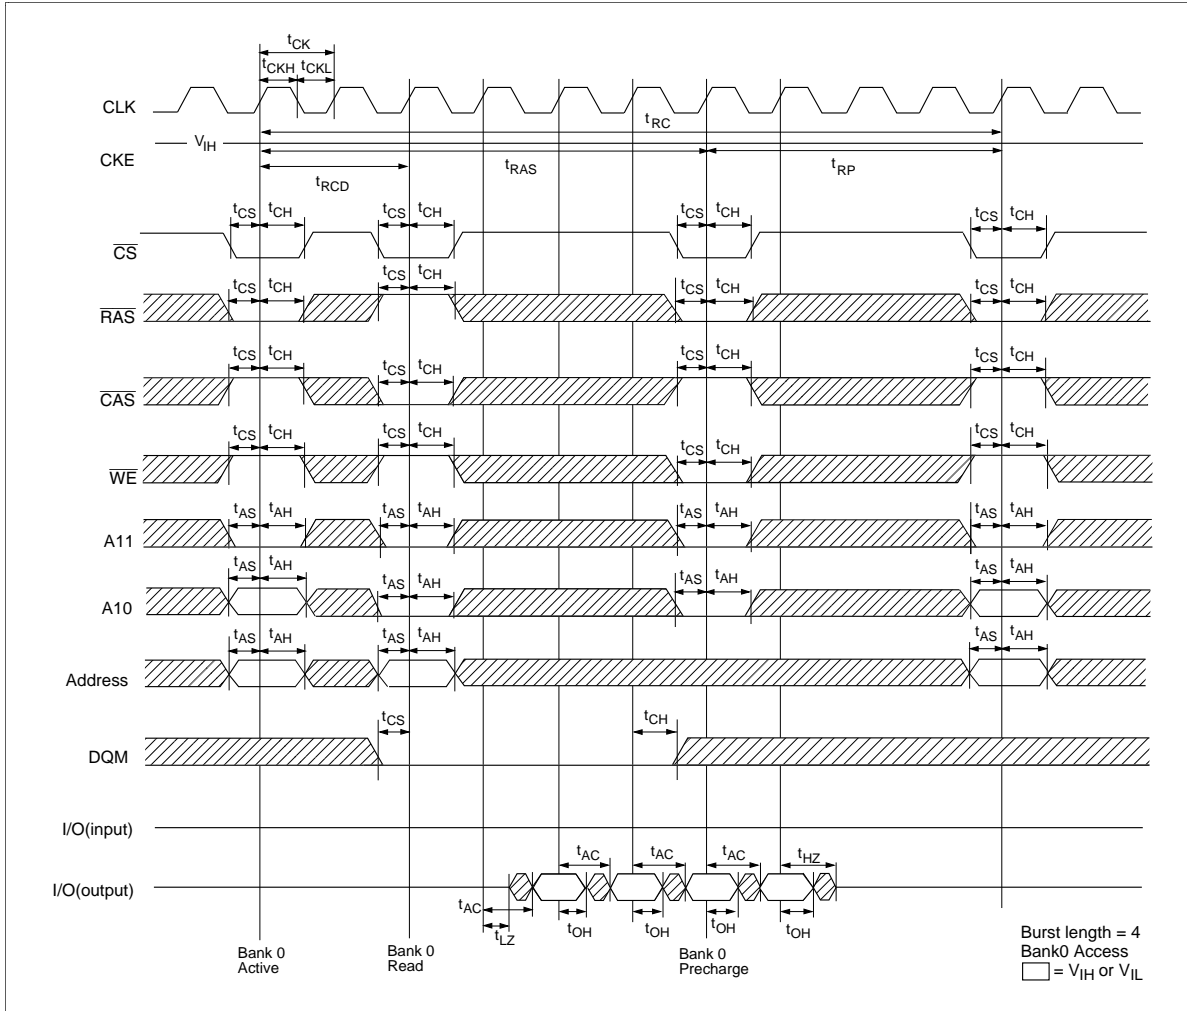 tCK
tCKH tCKL
CLK
tRC
VIH
CKE
tRAS tRP
tRCD
tCS tCH tCS tCH tCS tCH tCS tCH
CS
tCS tCH tCS tCH tCS tCH tCS tCH
RAS
tCS tCH tCS tCH tCS tCH tCS tCH
CAS
tCS tCH tCS tCH tCS tCH tCS tCH
WE
tAS tAH tAS tAH tAS tAH tAS tAH
A11
tAS tAH tAS tAH tAS tAH tAS tAH
A10
tAS tAH tAS tAH tAS tAH
Address
tCS tCH
DQM
I/O(input)
tAC tAC tAC tHZ
I/O(output)
tAC
tLZ tOH tOH tOH tOH
Bank 0
Active
Bank 0
Read
Bank 0
Precharge
Burst length = 4
Bank0 Access
= VIH or VIL